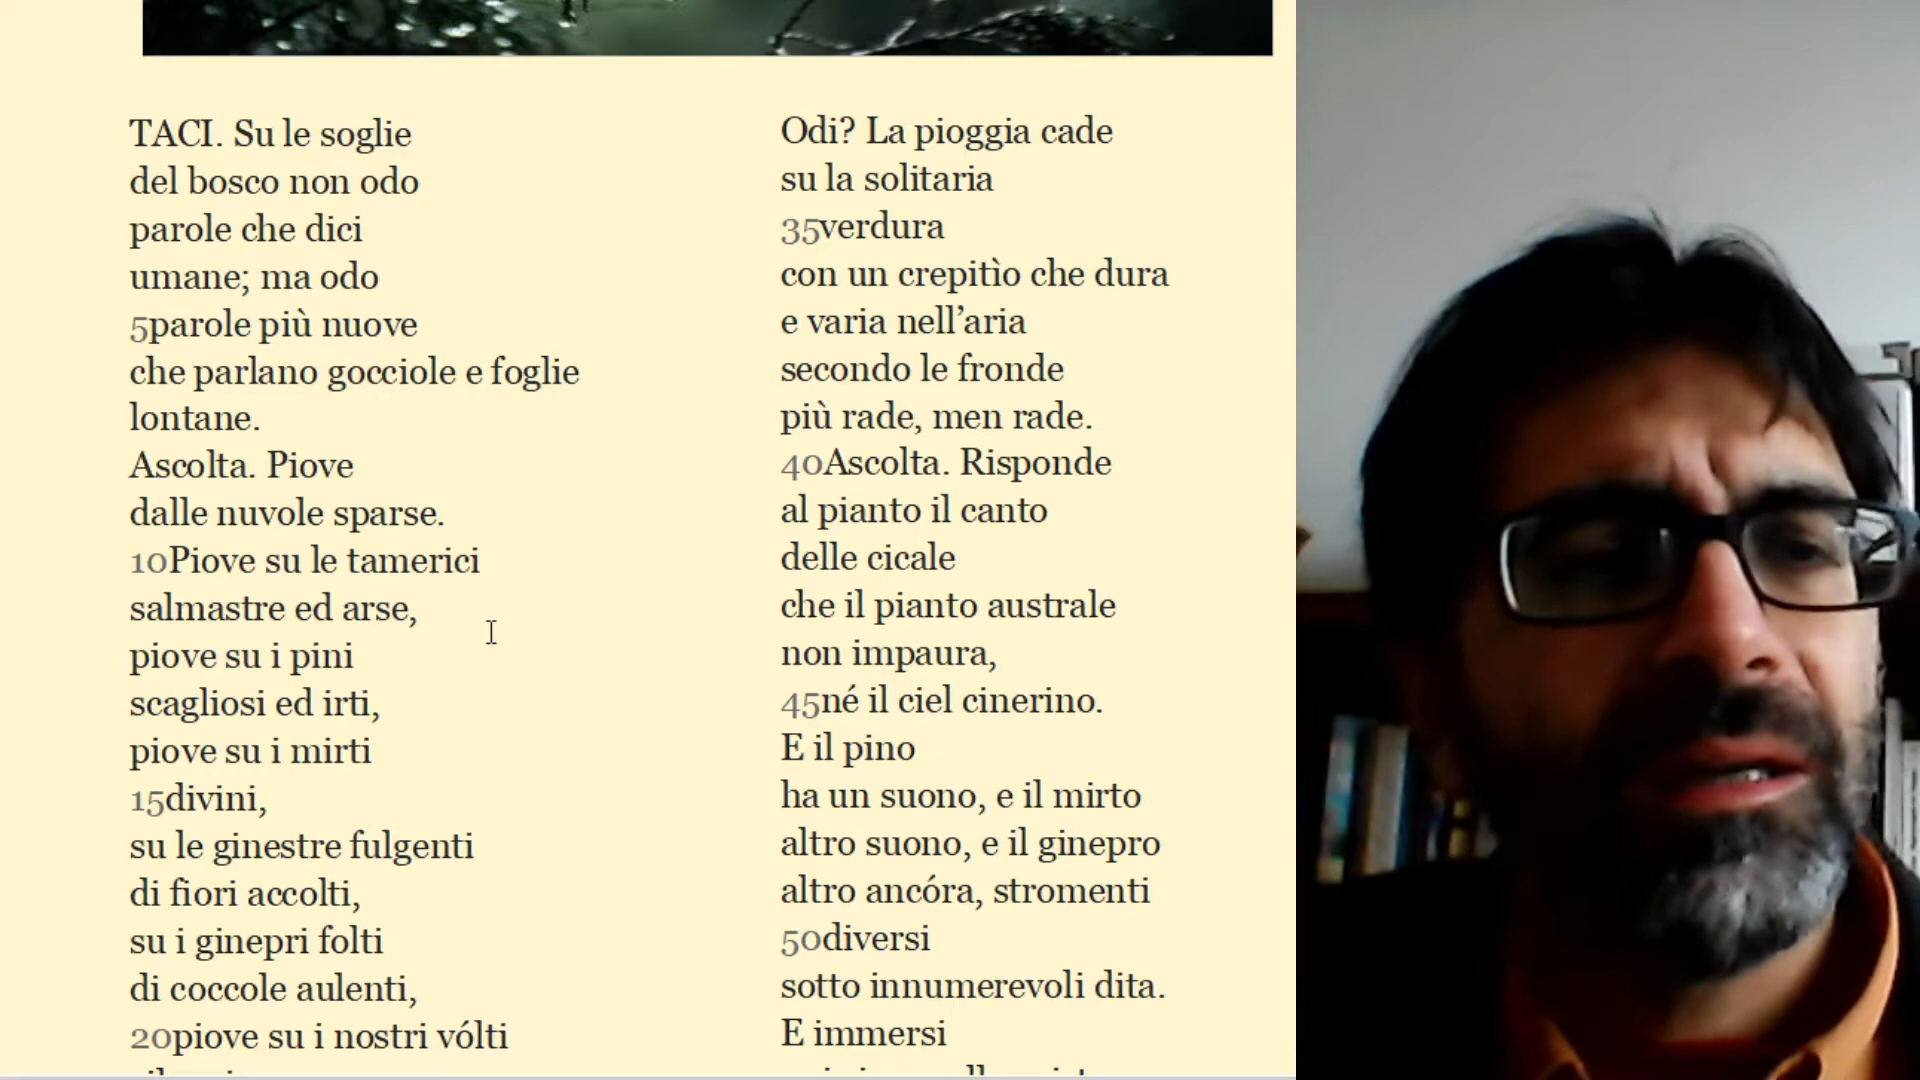 TACI. Su le soglie
del bosco non odo
parole che dici
umane; ma odo
5parole più nuove
che parlano gocciole e foglie
lontane.
Ascolta. Piove
dalle nuvole sparse.
10Piove su le tamerici
salmastre ed arse,
piove su i pini
scagliosi ed irti,
piove su i mirti
15divini,
su le ginestre fulgenti
di fiori accolti,
su i ginepri folti
di coccole aulenti,
20piove su i nostri vólti
Odi? La pioggia cade
su la solitaria
35verdura
con un crepitìo che dura
e varia nell’aria
secondo le fronde
più rade, men rade.
40Ascolta. Risponde
al pianto il canto
delle cicale
che il pianto australe
non impaura,
45né il ciel cinerino.
E il pino
ha un suono, e il mirto
altro suono, e il ginepro
altro ancóra, stromenti
50diversi
sotto innumerevoli dita.
E immersi